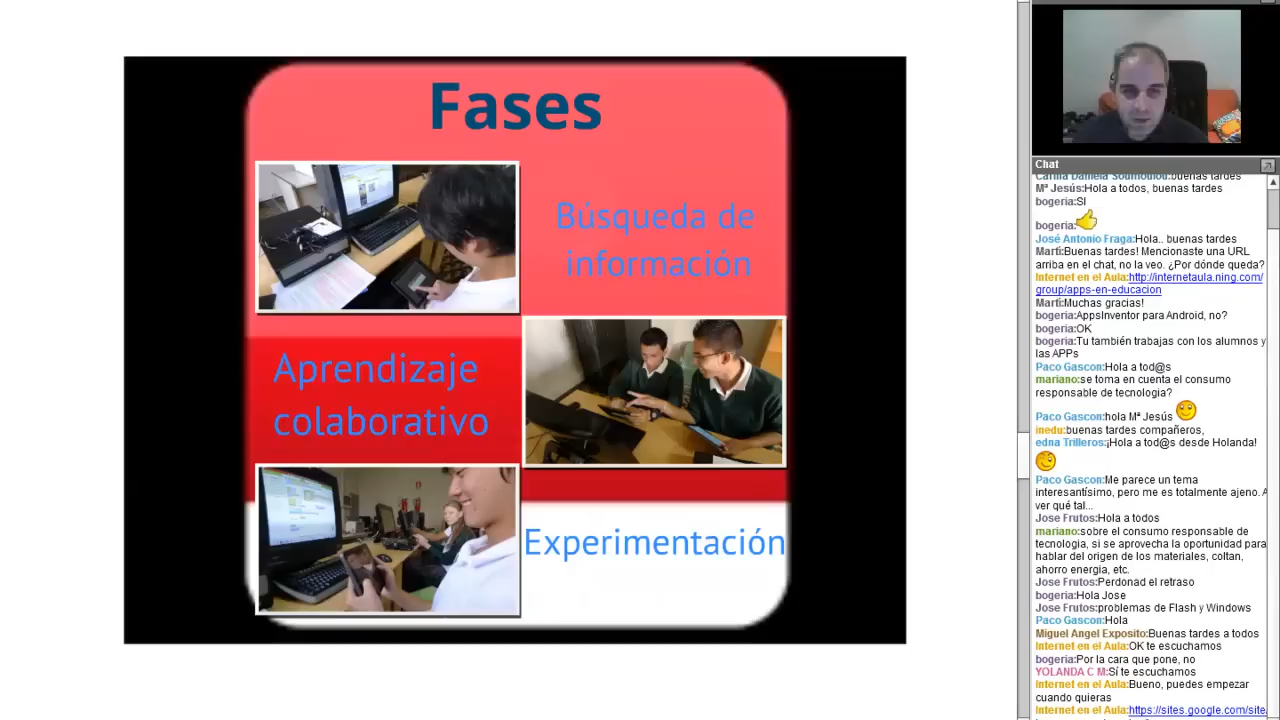 Fases
Búsqueda de
información
Aprendizaje
colaborativo
Experimentación
Chat
Carina Daniela Soumoulou:buenas tardes
Mª Jesús:Hola a todos, buenas tardes
bogeria:SI
bogeria:
José Antonio Fraga:Hola.. buenas tardes
Martí:Buenas tardes! Mencionaste una URL
arriba en el chat, no la veo. ¿Por dónde queda?
Internet en el Aula:http://internetaula.ning.com/
group/apps-en-educacion
Martí:Muchas gracias!
bogeria:AppsInventor para Android, no?
bogeria:OK
bogeria:Tu también trabajas con los alumnos y
las APPs
Paco Gascon:Hola a tod@s
mariano:se toma en cuenta el consumo
responsable de tecnología?
Paco Gascon:hola Mª Jesús
inedu:buenas tardes compañeros,
edna Trilleros:¡Hola a tod@s desde Holanda!
Paco Gascon:Me parece un tema
interesantísimo, pero me es totalmente ajeno. A
ver qué tal...
Jose Frutos:Hola a todos
mariano:sobre el consumo responsable de
tecnología, si se aprovecha la oportunidad para
hablar del origen de los materiales, coltan,
ahorro energia, etc.
Jose Frutos:Perdonad el retraso
bogeria:Hola Jose
Jose Frutos:problemas de Flash y Windows
Paco Gascon:Hola
Miguel Angel Exposito:Buenas tardes a todos
Internet en el Aula:OK te escuchamos
bogeria:Por la cara que pone, no
YOLANDA C M:Sí te escuchamos
Internet en el Aula:Bueno, puedes empezar
cuando quieras
Internet en el Aula:https://sites.google.com/site/